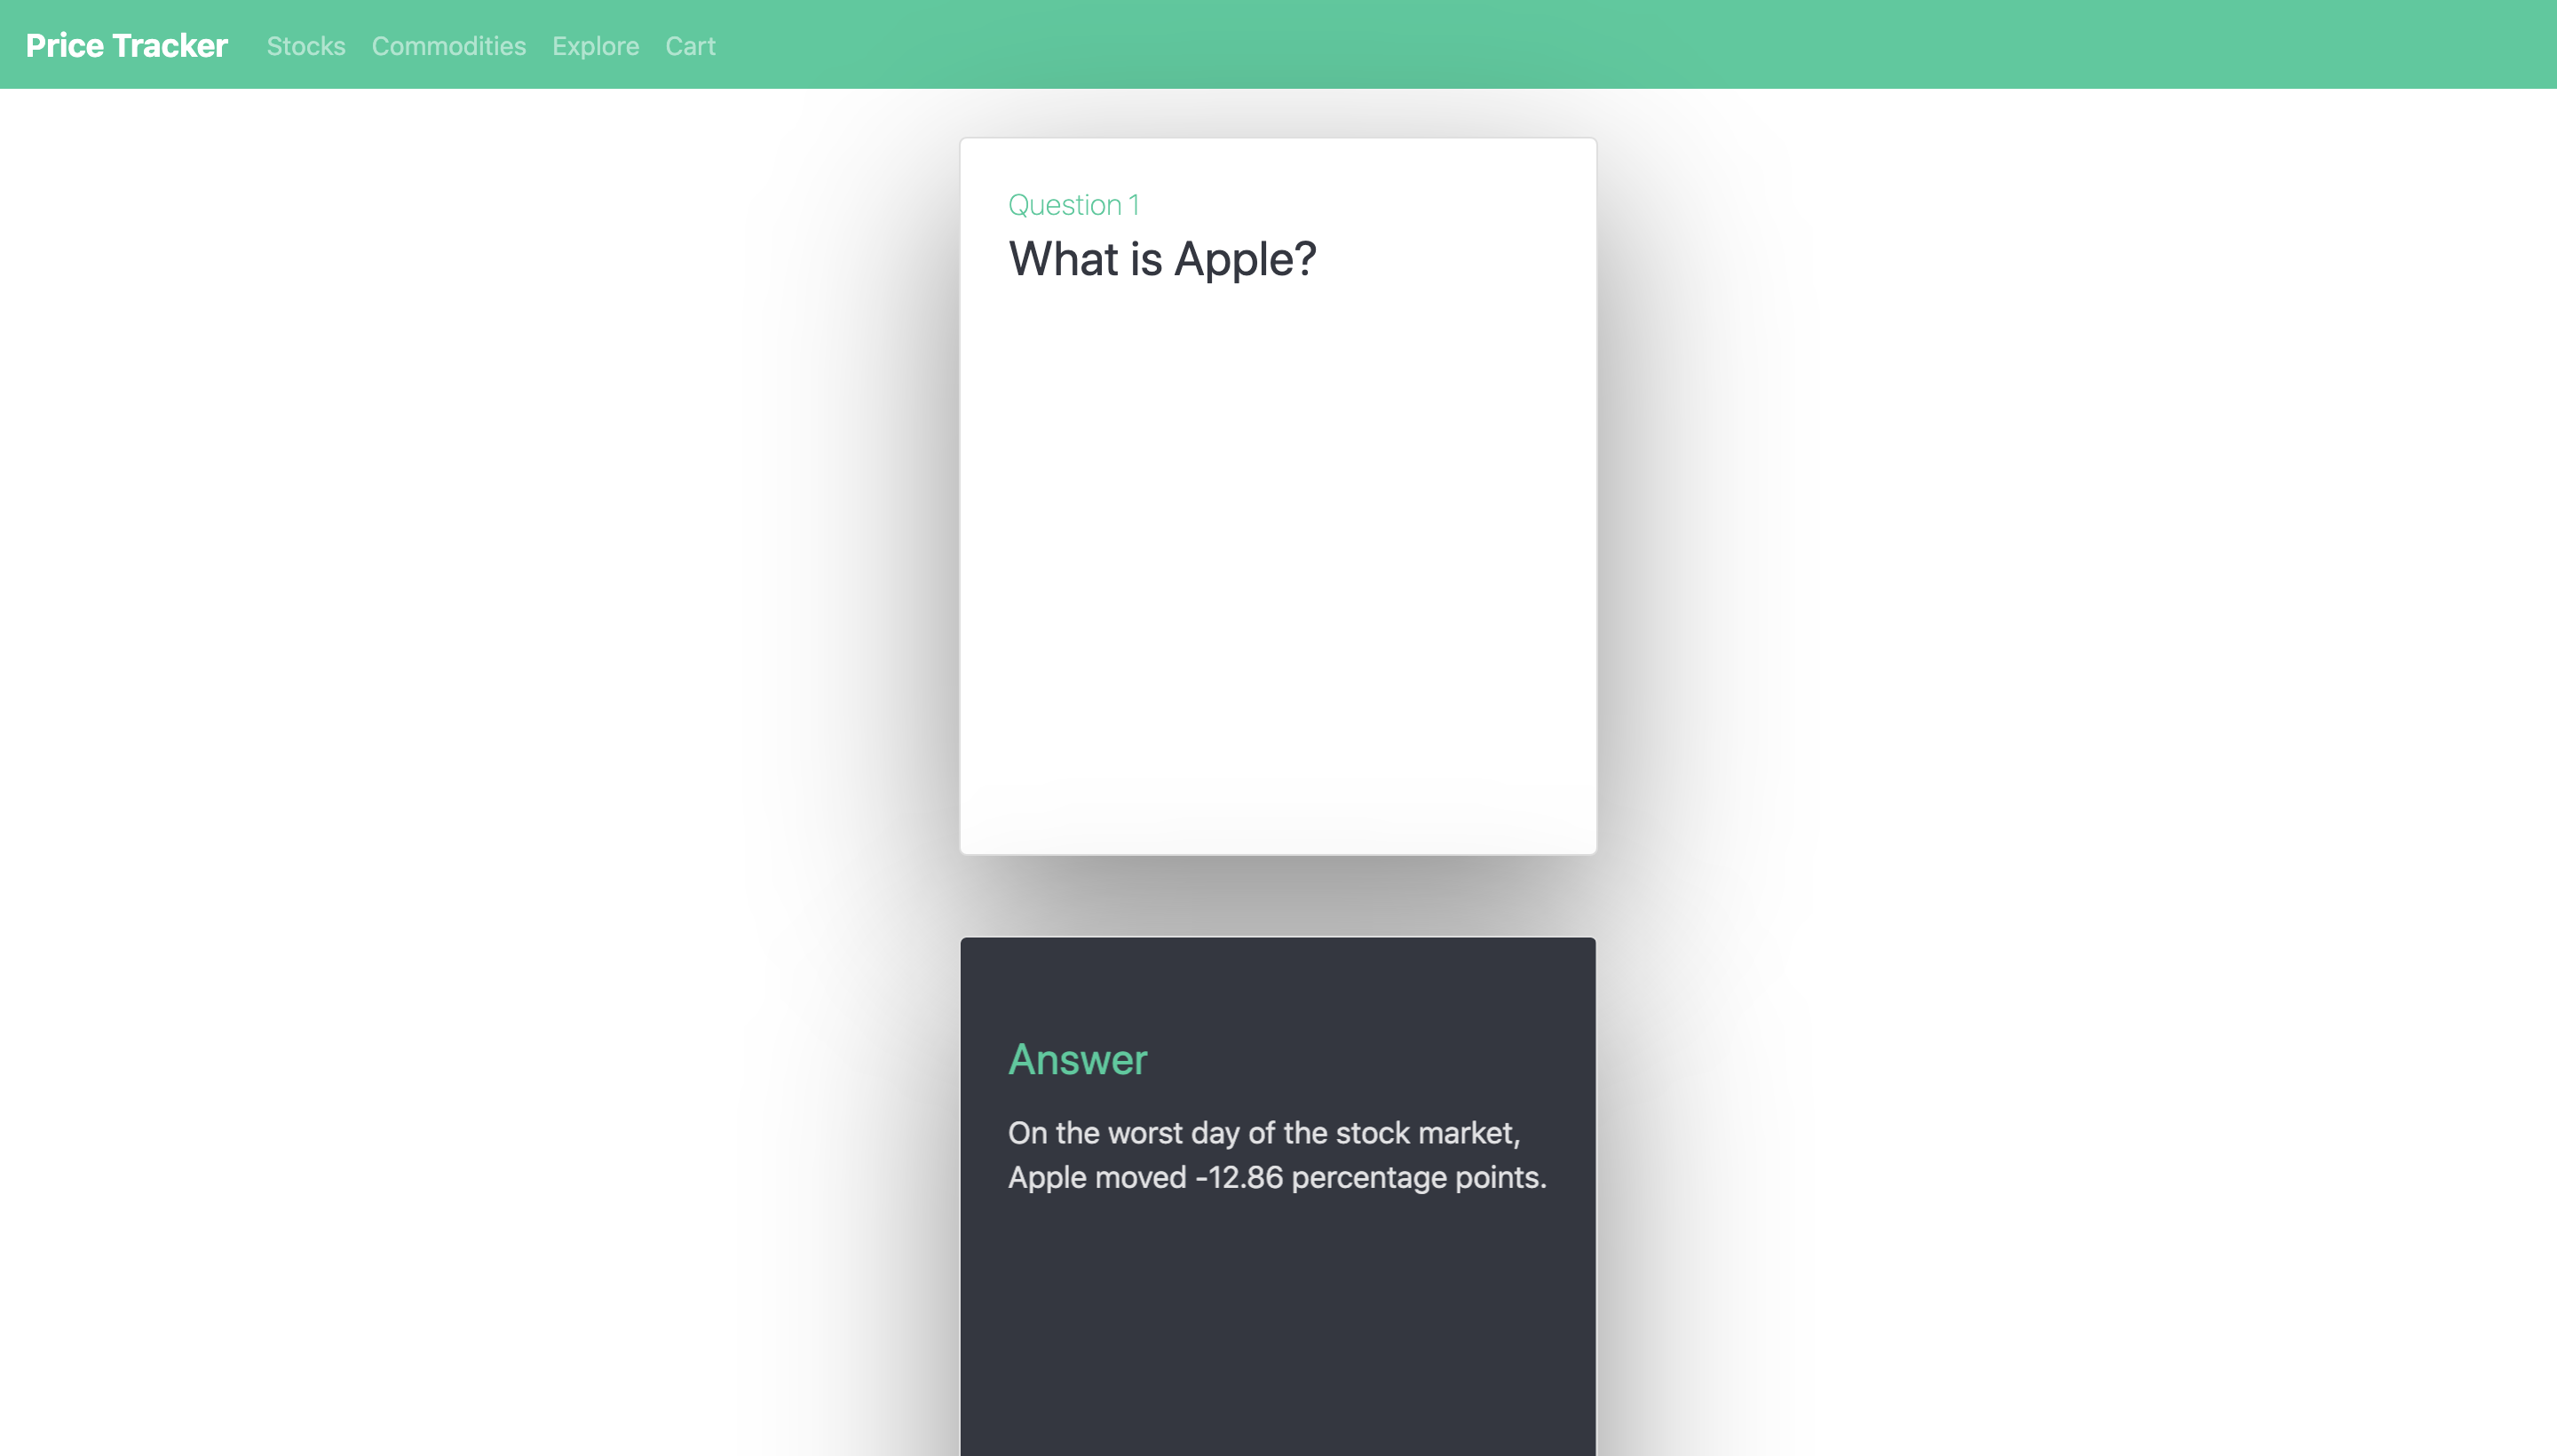 Price Tracker Stocks Commodities Explore Cart
Question 1
What is Apple?
Answer
On the worst day of the stock market,
Apple moved -12.86 percentage points.